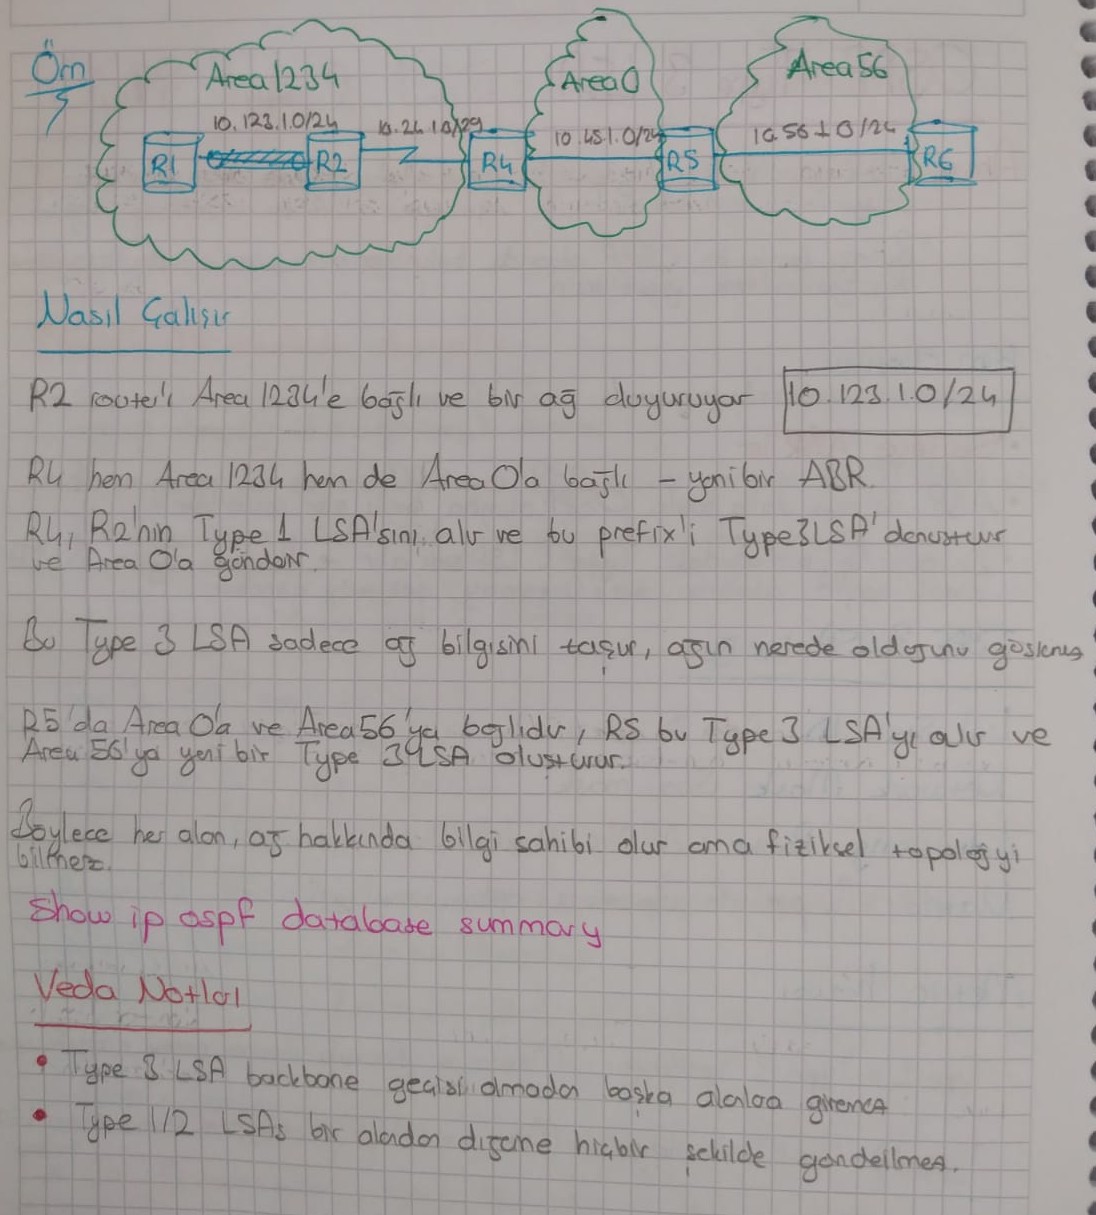 Örn
Area 1234
Area 0
Area 56
10.123.1.0/24
10.24.1.0/29
10.45.1.0/24
10.56.1.0/24
R1
R2
R4
R5
R6
Nasıl Çalışır
R2 router'ı Area 1234'e bağlı ve bir ağ duyuruyor 10.123.1.0/24
R4 hem Area 1234 hem de Area 0'a bağlı - yani bir ABR
R4, R2'nin Type 1 LSA'sını alır ve bu prefix'i Type3LSA' dönüştürür
ve Area 0'a gönderir.
Bu Type 3 LSA sadece ağ bilgisini taşır, ağın nerede olduğunu göstermez
R5'da Area 0'a ve Area56'ya bağlıdır, R5 bu Type 3 LSA'yı alır ve
Area 56'ya yeni bir Type 3 LSA oluşturur.
Böylece her alan, ağ hakkında bilgi sahibi olur ama fiziksel topolojiyi
bilmez.
Show ip ospf database summary
Veda Notları
• Type 3 LSA backbone geçişi olmadan başka alanlara giremez
• Type 1/2 LSAs bir alandan dışarıne hiçbir şekilde gönderilmez.